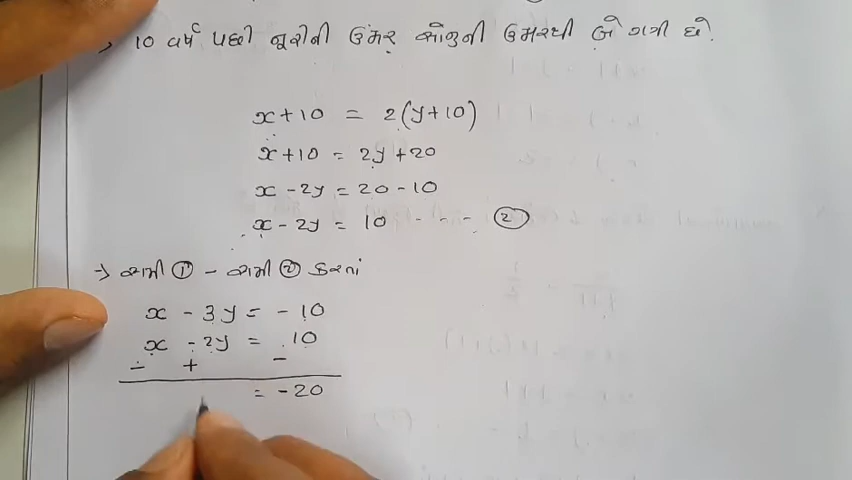 → 10 વર્ષ પછી નૂરીની ઉંમર સોનુની ઉંમરથી બે ગણી છે.
x+10 = 2(y+10)
x+10 = 2y+20
x-2y = 20-10
x-2y = 10 - - - ②
→ સમી ① - સમી ② કરતાં
x - 3y = -10
x - 2y = 10
- + -
= -20